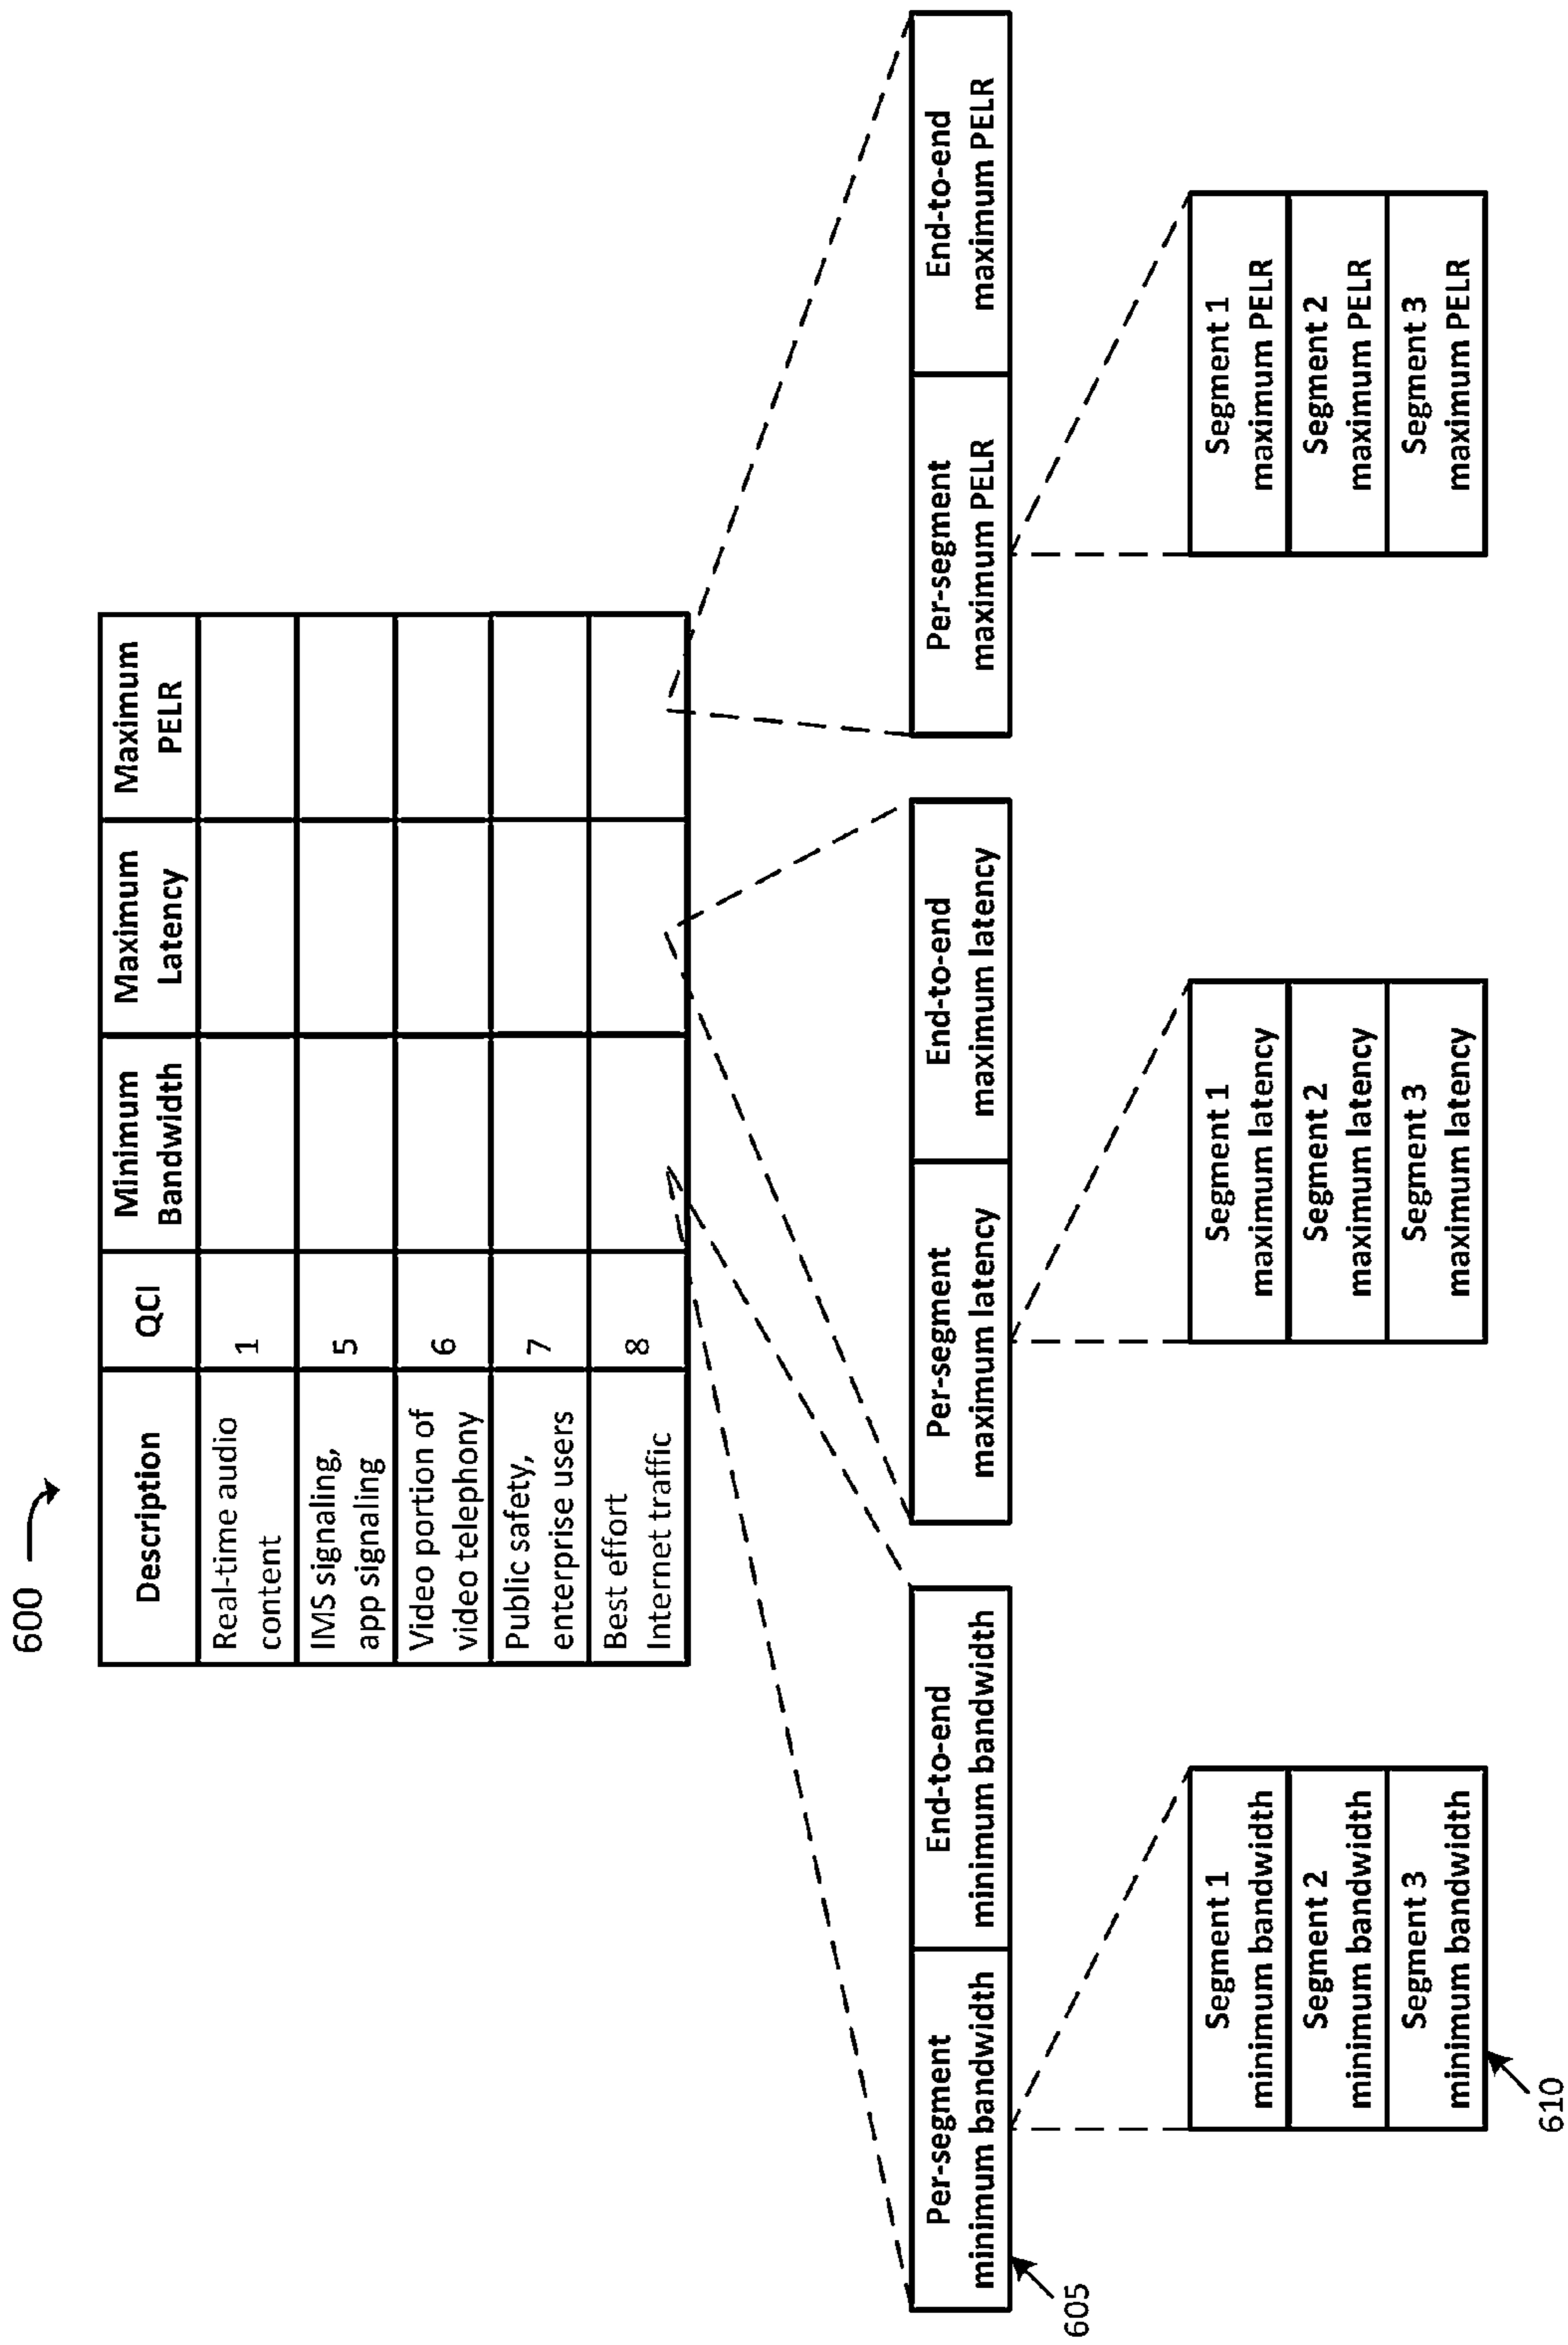 600
Description
QCI
Minimum
Bandwidth
Maximum
Latency
Maximum
PELR
Real-time audio
content
1
IMS signaling,
app signaling
5
Video portion of
video telephony
6
Public safety,
enterprise users
7
Best effort
Internet traffic
8
Per-segment
minimum bandwidth
End-to-end
minimum bandwidth
Per-segment
maximum latency
End-to-end
maximum latency
Per-segment
maximum PELR
End-to-end
maximum PELR
605
Segment 1
minimum bandwidth
Segment 2
minimum bandwidth
Segment 3
minimum bandwidth
Segment 1
maximum latency
Segment 2
maximum latency
Segment 3
maximum latency
Segment 1
maximum PELR
Segment 2
maximum PELR
Segment 3
maximum PELR
610